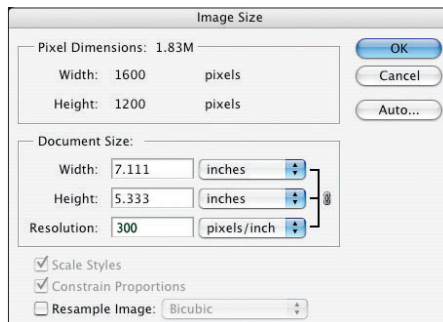 Image Size
Pixel Dimensions: 1.83M
OK
Width: 1600 pixels
Cancel
Height: 1200 pixels
Auto...
Document Size:
Width: 7.111 inches
Height: 5.333 inches
Resolution: 300 pixels/inch
Scale Styles
Constrain Proportions
Resample Image: Bicubic